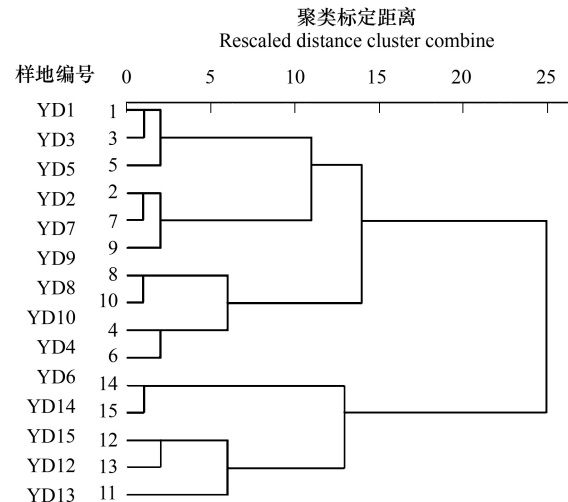 聚类标定距离
Rescaled distance cluster combine
样地编号 0 5 10 15 20 25
YD1 1
YD3 3
YD5 5
YD2 2
YD7 7
YD9 9
YD8 8
YD10 10
YD4 4
YD6 6
YD14 14
YD15 15
YD12 12
YD13 13
11